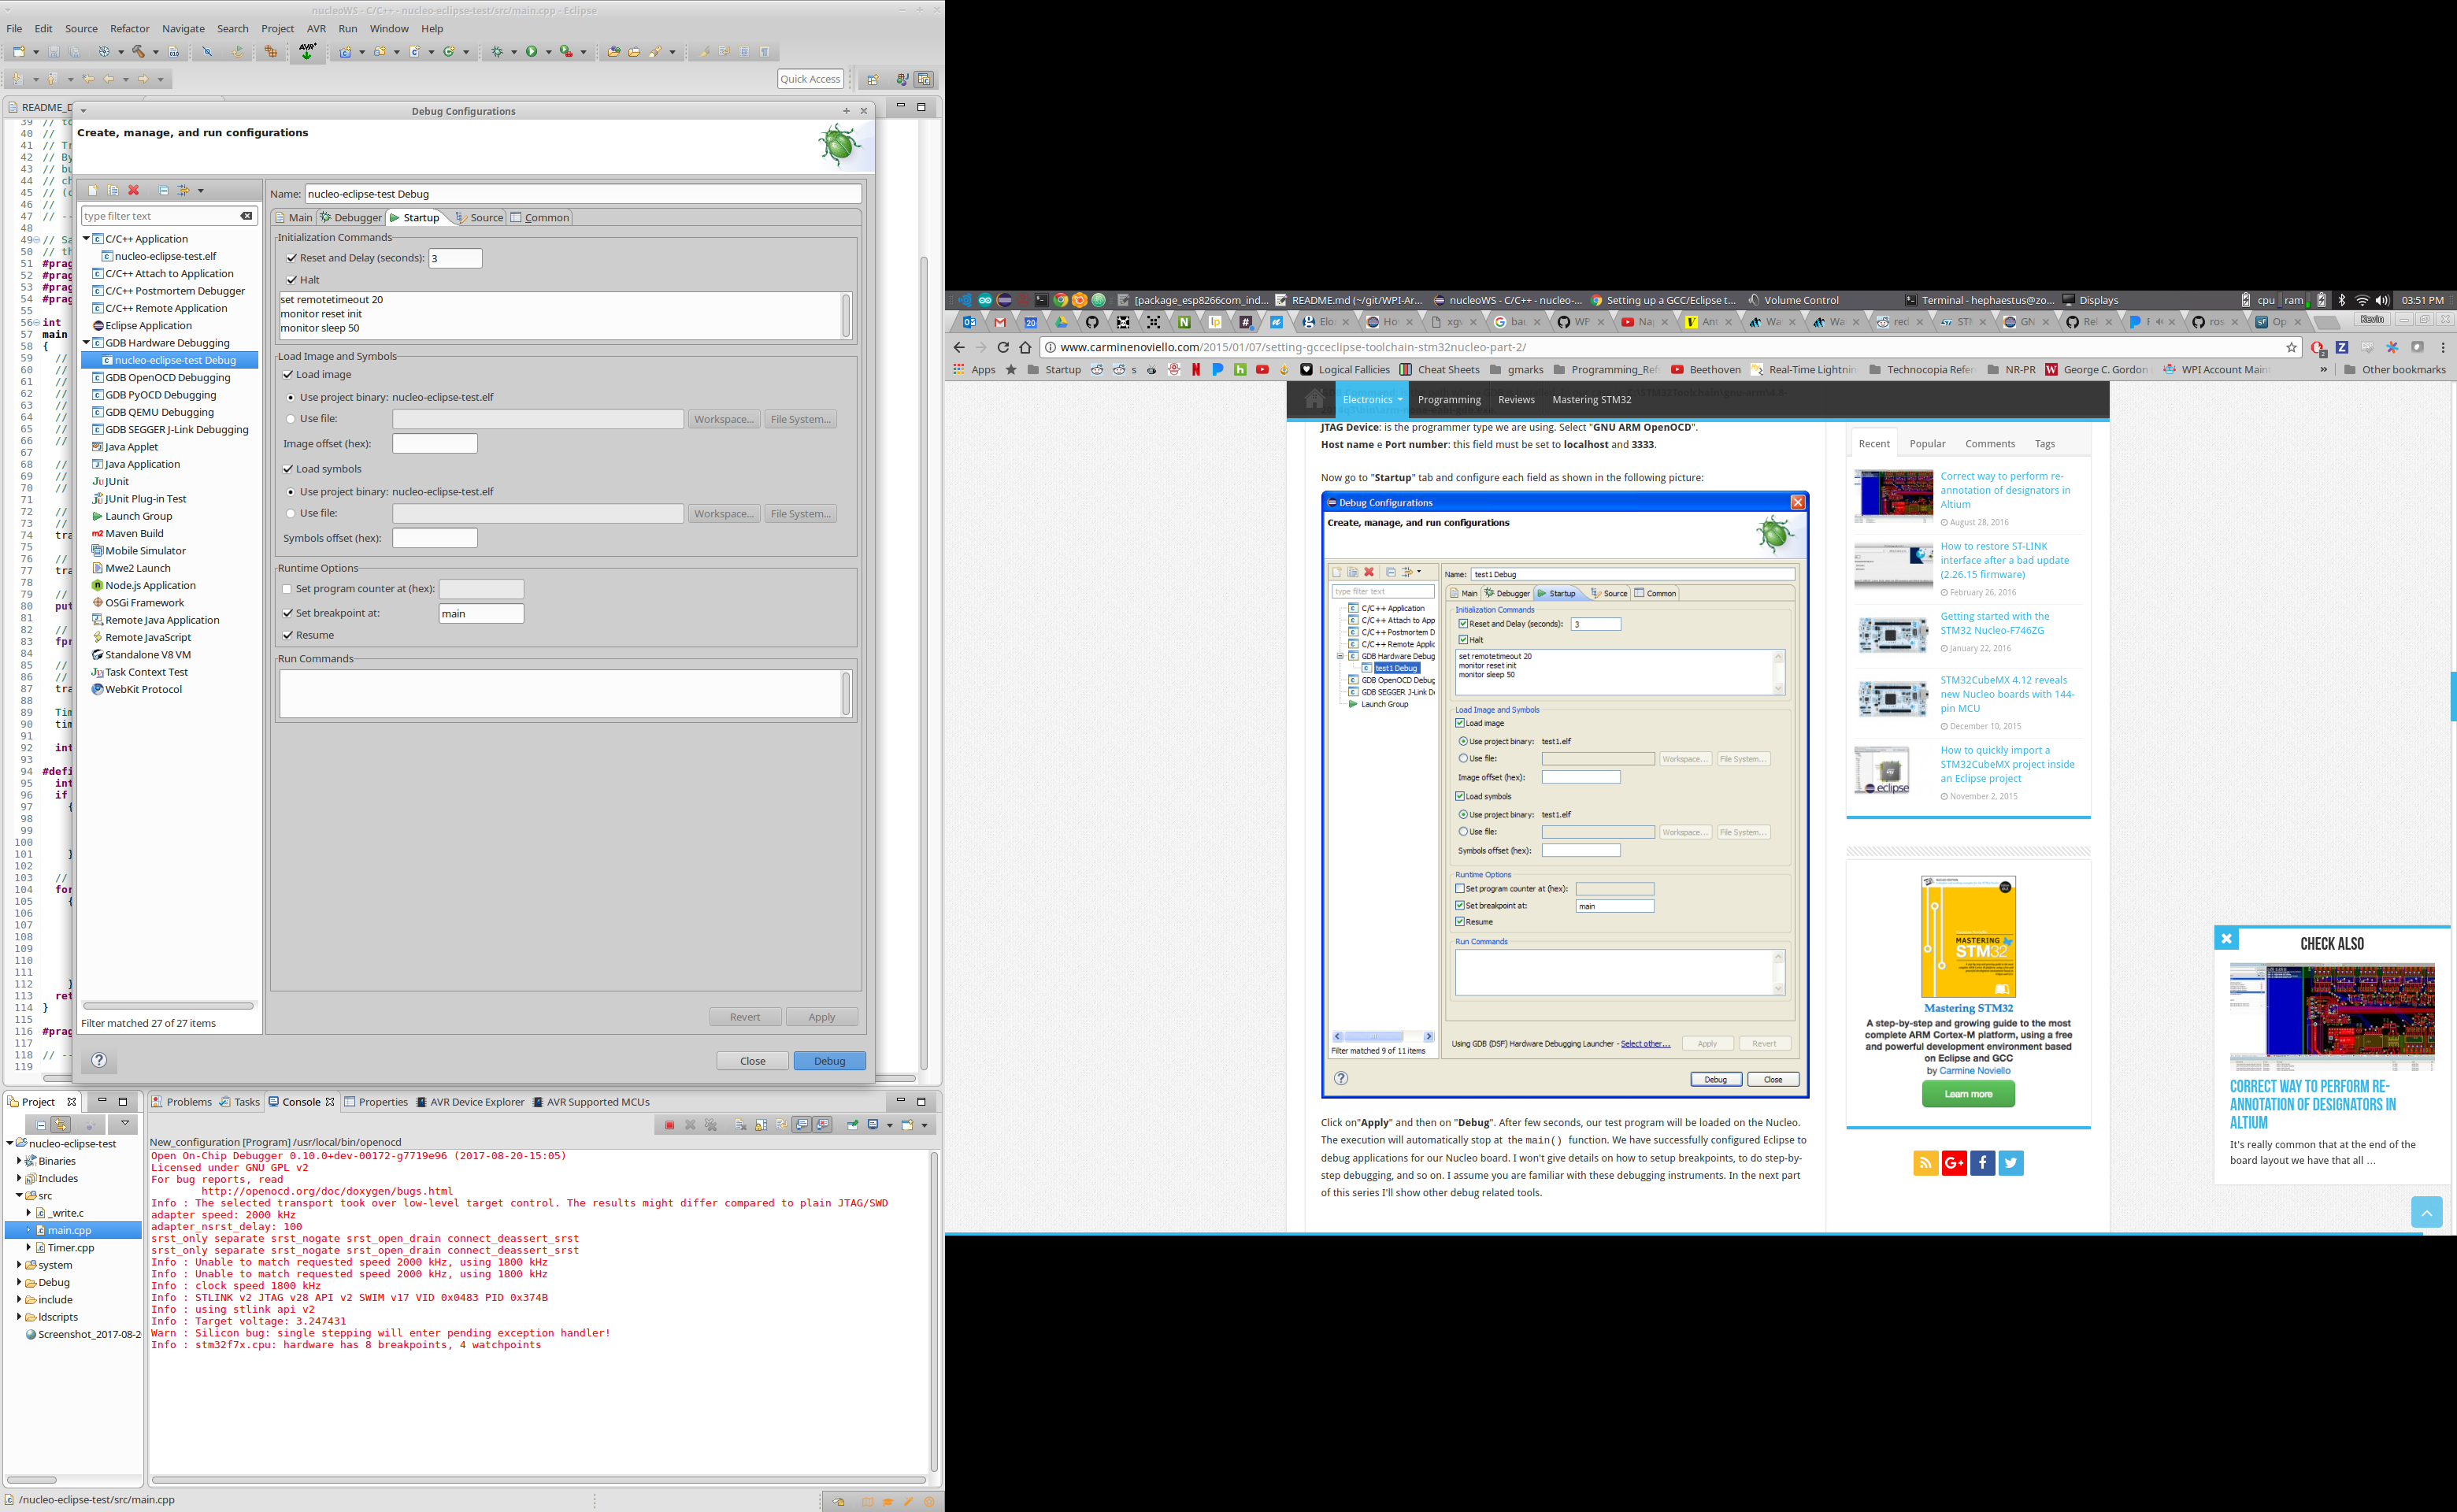 nucleoWS - C/C++ - nucleo-eclipse-test/src/main.cpp - Eclipse
File Edit Source Refactor Navigate Search Project AVR Run Window Help
Quick Access
README_D
Debug Configurations
Create, manage, and run configurations
Name: nucleo-eclipse-test Debug
type filter text
Main Debugger Startup Source Common
C/C++ Application
nucleo-eclipse-test.elf
C/C++ Attach to Application
C/C++ Postmortem Debugger
C/C++ Remote Application
Eclipse Application
GDB Hardware Debugging
nucleo-eclipse-test Debug
GDB OpenOCD Debugging
GDB PyOCD Debugging
GDB QEMU Debugging
GDB SEGGER J-Link Debugging
Java Applet
Java Application
JUnit
JUnit Plug-in Test
Launch Group
Maven Build
Mobile Simulator
Mwe2 Launch
Node.js Application
OSGi Framework
Remote Java Application
Remote JavaScript
Standalone V8 VM
Task Context Test
WebKit Protocol
Filter matched 27 of 27 items
Initialization Commands
Reset and Delay (seconds): 3
Halt
set remotetimeout 20
monitor reset init
monitor sleep 50
Load Image and Symbols
Load image
Use project binary: nucleo-eclipse-test.elf
Use file: Workspace... File System...
Image offset (hex):
Load symbols
Use project binary: nucleo-eclipse-test.elf
Use file: Workspace... File System...
Symbols offset (hex):
Runtime Options
Set program counter at (hex):
Set breakpoint at: main
Resume
Run Commands
Revert Apply
Close Debug
Project
nucleo-eclipse-test
Binaries
Includes
src
_write.c
main.cpp
Timer.cpp
system
Debug
include
ldscripts
Screenshot_2017-08-2
Problems Tasks Console Properties AVR Device Explorer AVR Supported MCUs
New_configuration [Program] /usr/local/bin/openocd
Open On-Chip Debugger 0.10.0+dev-00172-g7719e96 (2017-08-20-15:05)
Licensed under GNU GPL v2
For bug reports, read
http://openocd.org/doc/doxygen/bugs.html
Info : The selected transport took over low-level target control. The results might differ compared to plain JTAG/SWD
adapter speed: 2000 kHz
adapter_nsrst_delay: 100
srst_only separate srst_nogate srst_open_drain connect_deassert_srst
srst_only separate srst_nogate srst_open_drain connect_deassert_srst
Info : Unable to match requested speed 2000 kHz, using 1800 kHz
Info : Unable to match requested speed 2000 kHz, using 1800 kHz
Info : clock speed 1800 kHz
Info : STLINK v2 JTAG v28 API v2 SWIM v17 VID 0x0483 PID 0x374B
Info : using stlink api v2
Info : Target voltage: 3.247431
Warn : Silicon bug: single stepping will enter pending exception handler!
Info : stm32f7x.cpu: hardware has 8 breakpoints, 4 watchpoints
/nucleo-eclipse-test/src/main.cpp
[package_esp8266com_ind... README.md (~/git/WPI-Ar... nucleoWS - C/C++ - nucleo-... Setting up a GCC/Eclipse t... Volume Control Terminal - hephaestus@zo... Displays cpu ram 03:51 PM
Kevin
www.carminenoviello.com/2015/01/07/setting-gcceclipse-toolchain-stm32nucleo-part-2/
Apps Startup s Logical Fallicies Cheat Sheets gmarks Programming_Ref Beethoven Real-Time Lightnin Technocopia Refer NR-PR George C. Gordon WPI Account Main » Other bookmarks
Electronics Programming Reviews Mastering STM32
JTAG Device: is the programmer type we are using. Select "GNU ARM OpenOCD".
Host name e Port number: this field must be set to localhost and 3333.
Now go to "Startup" tab and configure each field as shown in the following picture:
Debug Configurations
Create, manage, and run configurations
Name: test1 Debug
type filter text
Main Debugger Startup Source Common
C/C++ Application
C/C++ Attach to App
C/C++ Postmortem D
C/C++ Remote Applic
GDB Hardware Debug
test1 Debug
GDB OpenOCD Debug
GDB SEGGER J-Link De
Launch Group
Filter matched 9 of 11 items
Initialization Commands
Reset and Delay (seconds): 3
Halt
set remotetimeout 20
monitor reset init
monitor sleep 50
Load Image and Symbols
Load image
Use project binary: test1.elf
Use file: Workspace... File System...
Image offset (hex):
Load symbols
Use project binary: test1.elf
Use file: Workspace... File System...
Symbols offset (hex):
Runtime Options
Set program counter at (hex):
Set breakpoint at: main
Resume
Run Commands
Using GDB (DSF) Hardware Debugging Launcher - Select other... Apply Revert
Debug Close
Click on"Apply" and then on "Debug". After few seconds, our test program will be loaded on the Nucleo.
The execution will automatically stop at the main() function. We have successfully configured Eclipse to
debug applications for our Nucleo board. I won't give details on how to setup breakpoints, to do step-by-
step debugging, and so on. I assume you are familiar with these debugging instruments. In the next part
of this series I'll show other debug related tools.
Recent Popular Comments Tags
Correct way to perform re-
annotation of designators in
Altium
August 28, 2016
How to restore ST-LINK
interface after a bad update
(2.26.15 firmware)
February 26, 2016
Getting started with the
STM32 Nucleo-F746ZG
January 22, 2016
STM32CubeMX 4.12 reveals
new Nucleo boards with 144-
pin MCU
December 10, 2015
How to quickly import a
STM32CubeMX project inside
an Eclipse project
November 2, 2015
eclipse
MASTERING
STM32
Mastering STM32
A step-by-step and growing guide to the most
complete ARM Cortex-M platform, using a free
and powerful development environment based
on Eclipse and GCC
by Carmine Noviello
Learn more
CHECK ALSO
CORRECT WAY TO PERFORM RE-
ANNOTATION OF DESIGNATORS IN
ALTIUM
It's really common that at the end of the
board layout we have that all ...